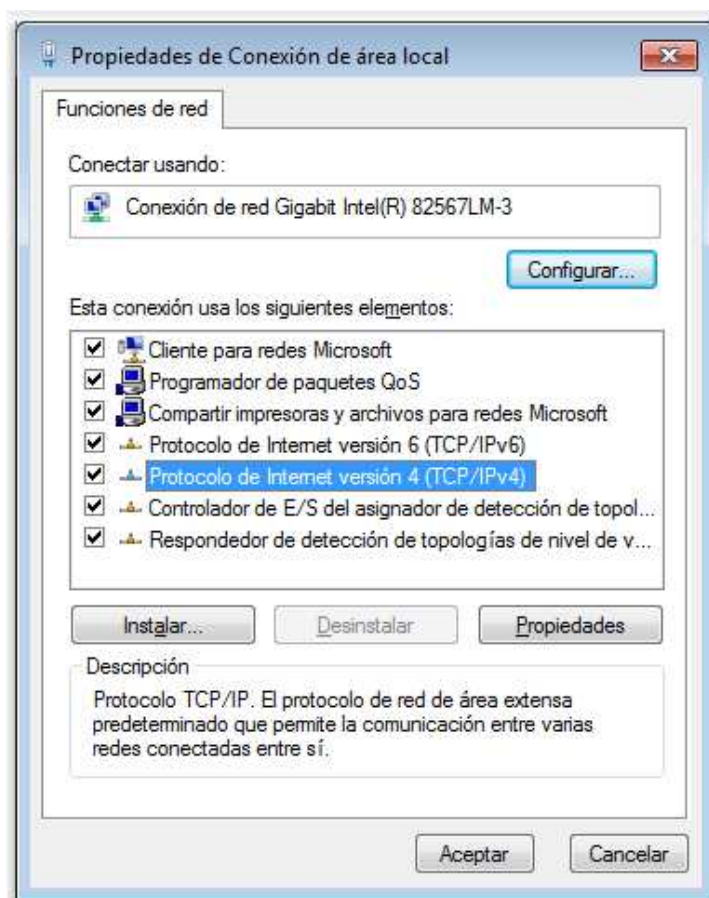 Propiedades de Conexión de área local
Funciones de red
Conectar usando:
Conexión de red Gigabit Intel(R) 82567LM-3
Configurar...
Esta conexión usa los siguientes elementos:
Cliente para redes Microsoft
Programador de paquetes QoS
Compartir impresoras y archivos para redes Microsoft
Protocolo de Internet versión 6 (TCP/IPv6)
Protocolo de Internet versión 4 (TCP/IPv4)
Controlador de E/S del asignador de detección de topol...
Respondedor de detección de topologías de nivel de v...
Instalar... Desinstalar Propiedades
Descripción
Protocolo TCP/IP. El protocolo de red de área extensa
predeterminado que permite la comunicación entre varias
redes conectadas entre sí.
Aceptar Cancelar